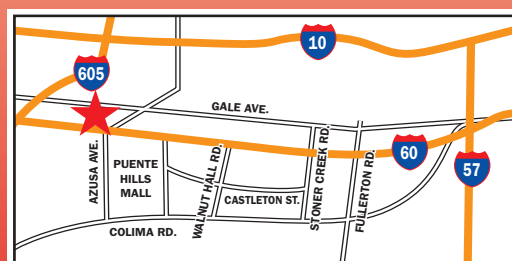 10
605
GALE AVE.
60
57
AZUSA AVE.
PUENTE
HILLS
MALL
WALNUT HALL RD.
CASTLETON ST.
STONER CREEK RD.
FULLERTON RD.
COLIMA RD.